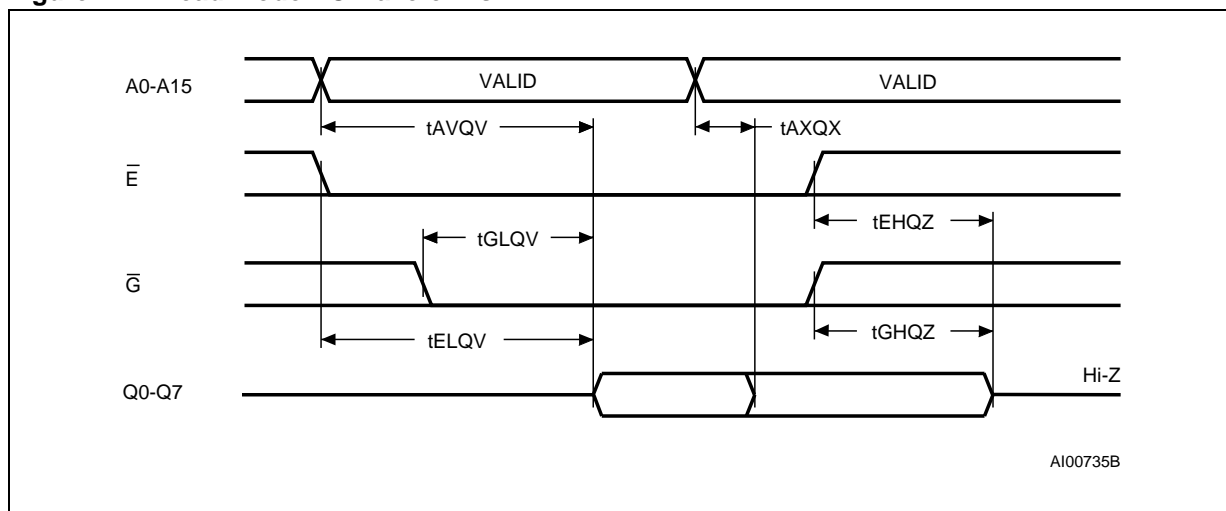 A0-A15
VALID
VALID
tAVQV
tAXQX
E̅
tEHQZ
tGLQV
G̅
tGHQZ
tELQV
Q0-Q7
Hi-Z
AI00735B